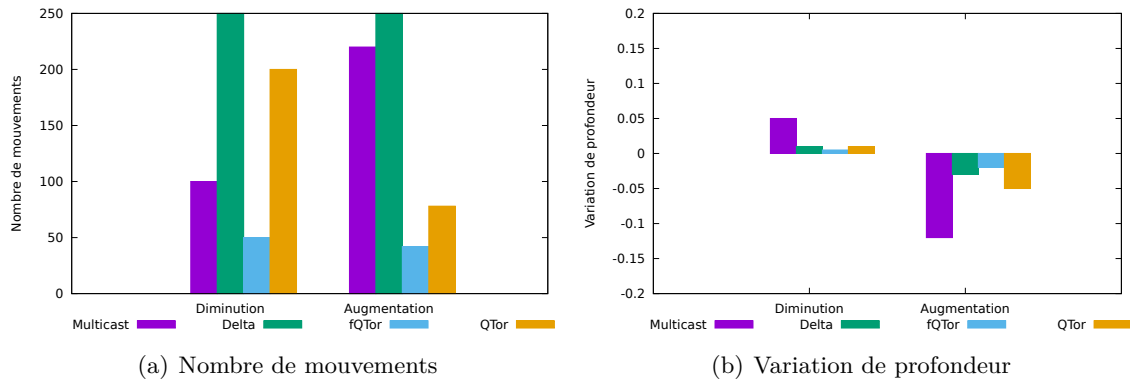 Nombre de mouvements
250
200
150
100
50
0
Diminution Augmentation
Multicast Delta fQTor QTor
(a) Nombre de mouvements
Variation de profondeur
0.2
0.15
0.1
0.05
0
-0.05
-0.1
-0.15
-0.2
Diminution Augmentation
Multicast Delta fQTor QTor
(b) Variation de profondeur